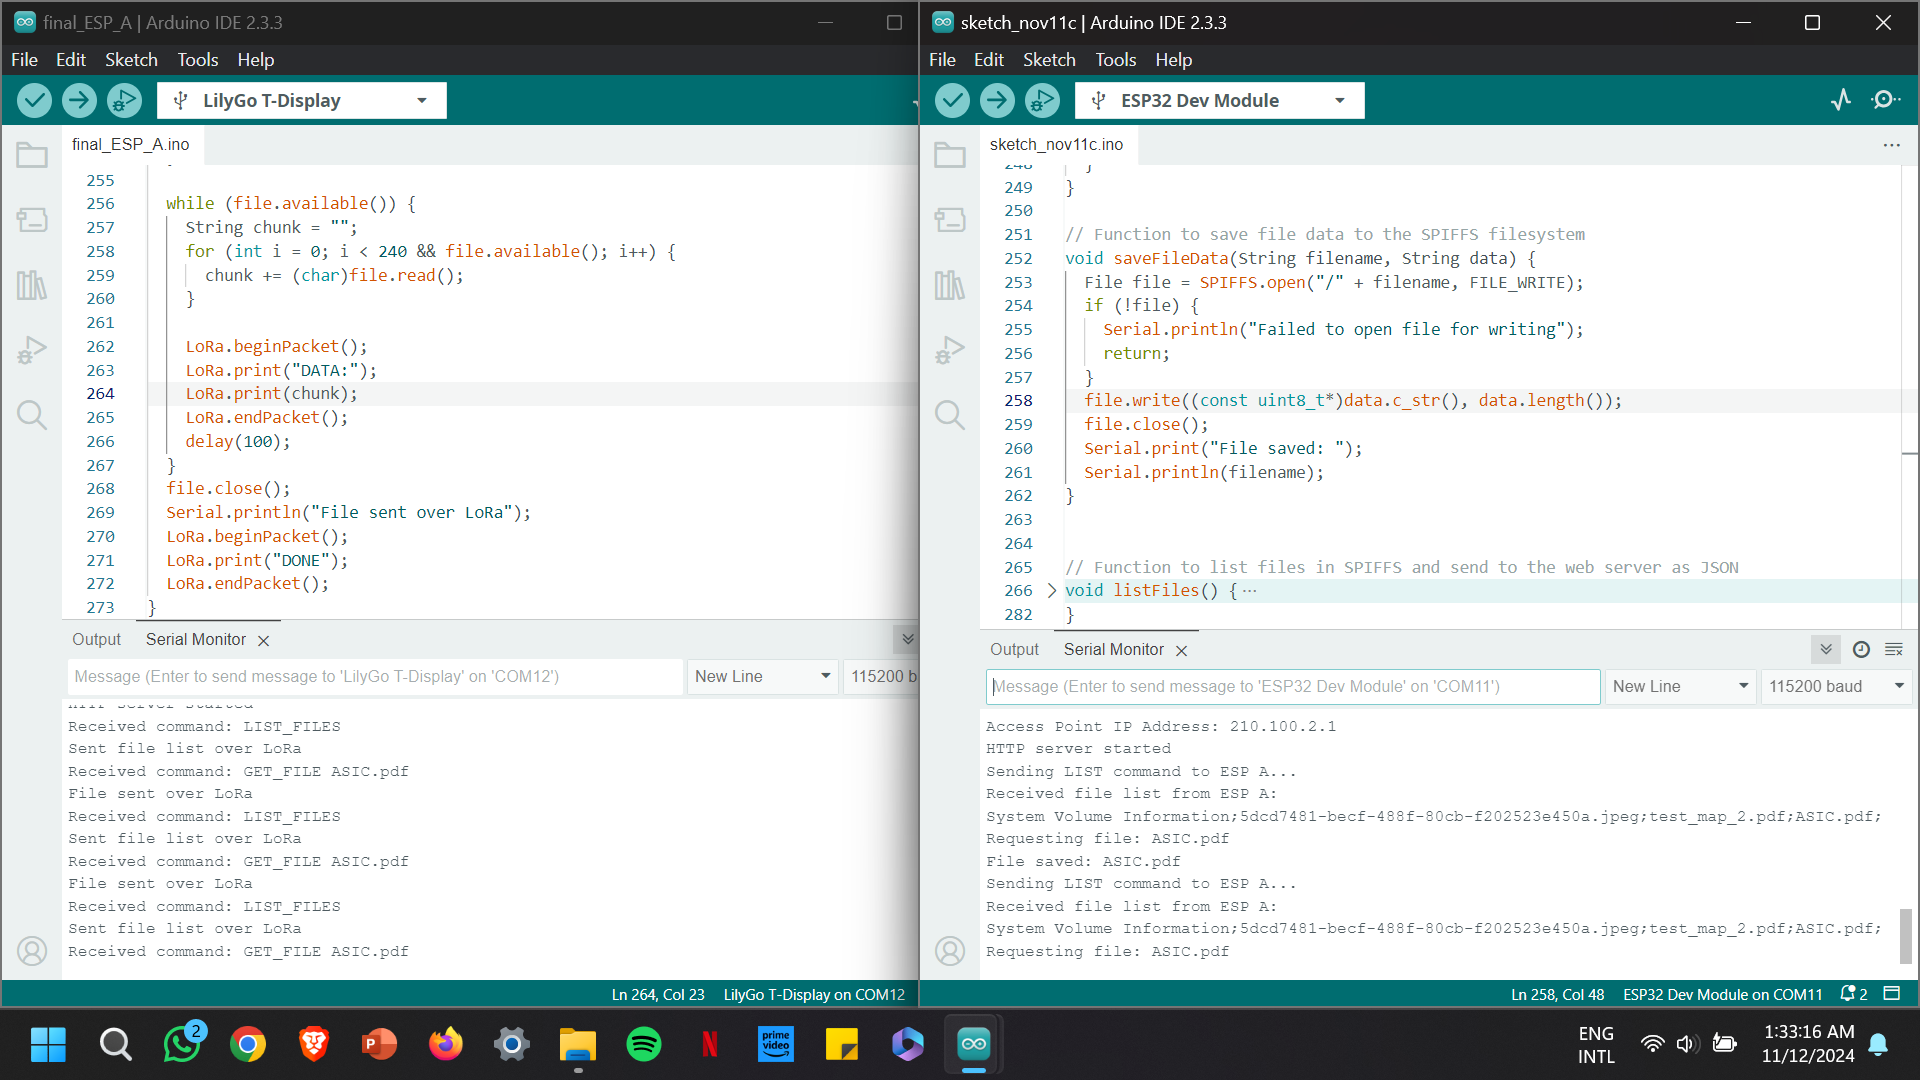 final_ESP_A | Arduino IDE 2.3.3
File Edit Sketch Tools Help
LilyGo T-Display
final_ESP_A.ino
255
256 while (file.available()) {
257 String chunk = "";
258 for (int i = 0; i < 240 && file.available(); i++) {
259 chunk += (char)file.read();
260 }
261
262 LoRa.beginPacket();
263 LoRa.print("DATA:");
264 LoRa.print(chunk);
265 LoRa.endPacket();
266 delay(100);
267 }
268 file.close();
269 Serial.println("File sent over LoRa");
270 LoRa.beginPacket();
271 LoRa.print("DONE");
272 LoRa.endPacket();
273 }
Output Serial Monitor
Message (Enter to send message to 'LilyGo T-Display' on 'COM12')
New Line
115200 b
Received command: LIST_FILES
Sent file list over LoRa
Received command: GET_FILE ASIC.pdf
File sent over LoRa
Received command: LIST_FILES
Sent file list over LoRa
Received command: GET_FILE ASIC.pdf
File sent over LoRa
Received command: LIST_FILES
Sent file list over LoRa
Received command: GET_FILE ASIC.pdf
Ln 264, Col 23 LilyGo T-Display on COM12
sketch_nov11c | Arduino IDE 2.3.3
File Edit Sketch Tools Help
ESP32 Dev Module
sketch_nov11c.ino
248 }
249 }
250
251 // Function to save file data to the SPIFFS filesystem
252 void saveFileData(String filename, String data) {
253 File file = SPIFFS.open("/" + filename, FILE_WRITE);
254 if (!file) {
255 Serial.println("Failed to open file for writing");
256 return;
257 }
258 file.write((const uint8_t*)data.c_str(), data.length());
259 file.close();
260 Serial.print("File saved: ");
261 Serial.println(filename);
262 }
263
264
265 // Function to list files in SPIFFS and send to the web server as JSON
266 void listFiles() { ···
282 }
Output Serial Monitor
Message (Enter to send message to 'ESP32 Dev Module' on 'COM11')
New Line
115200 baud
Access Point IP Address: 210.100.2.1
HTTP server started
Sending LIST command to ESP A...
Received file list from ESP A:
System Volume Information;5dcd7481-becf-488f-80cb-f202523e450a.jpeg;test_map_2.pdf;ASIC.pdf;
Requesting file: ASIC.pdf
File saved: ASIC.pdf
Sending LIST command to ESP A...
Received file list from ESP A:
System Volume Information;5dcd7481-becf-488f-80cb-f202523e450a.jpeg;test_map_2.pdf;ASIC.pdf;
Requesting file: ASIC.pdf
Ln 258, Col 48 ESP32 Dev Module on COM11 2
2
P
N
prime video
ENG
INTL
1:33:16 AM
11/12/2024